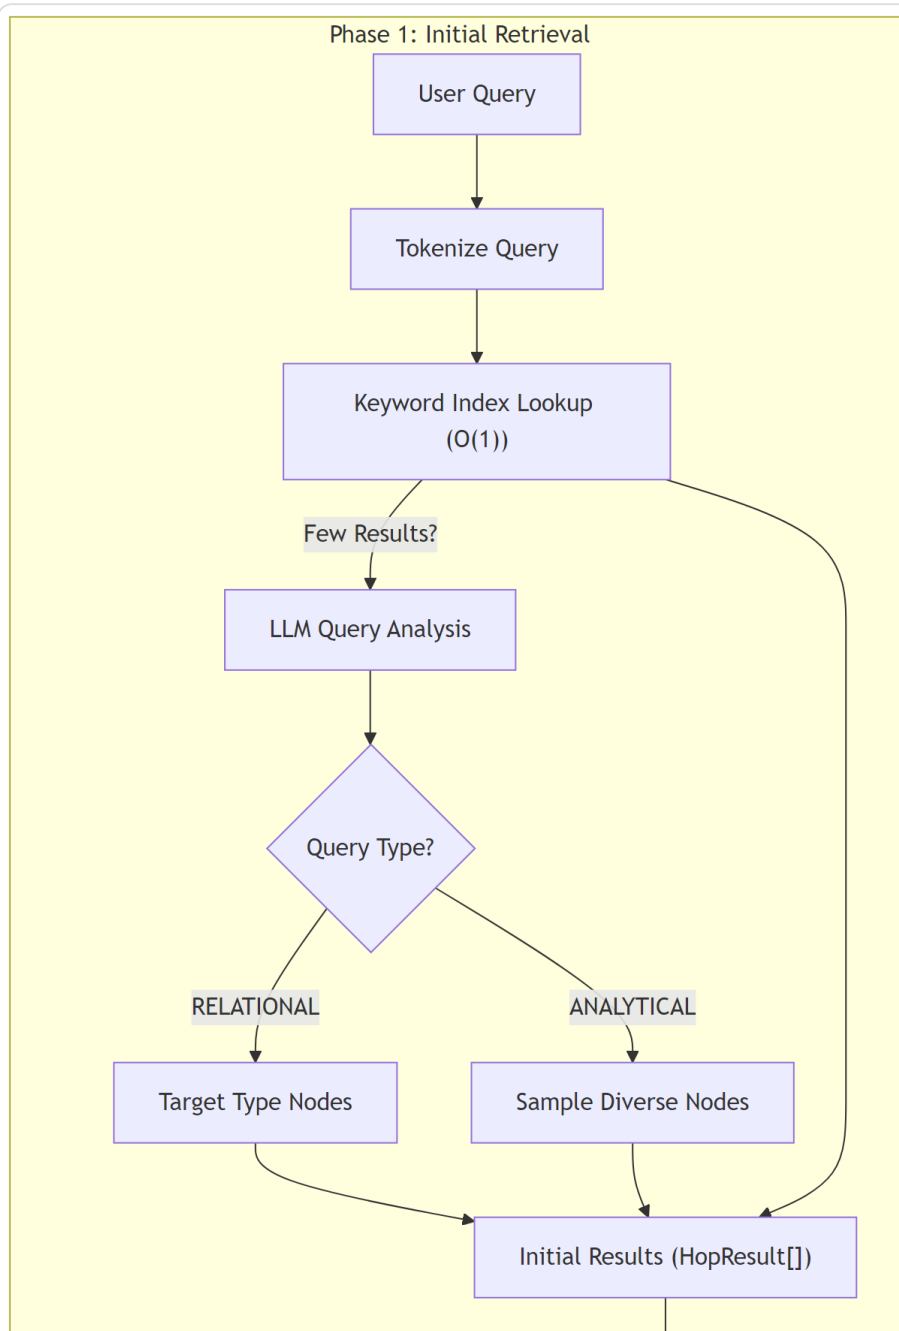 Phase 1: Initial Retrieval
User Query
Tokenize Query
Keyword Index Lookup
(O(1))
Few Results?
LLM Query Analysis
Query Type?
RELATIONAL
ANALYTICAL
Target Type Nodes
Sample Diverse Nodes
Initial Results (HopResult[])